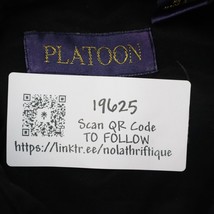 PLATOON
19625
Scan QR Code
TO FOLLOW
https://linktr.ee/nolathriftique